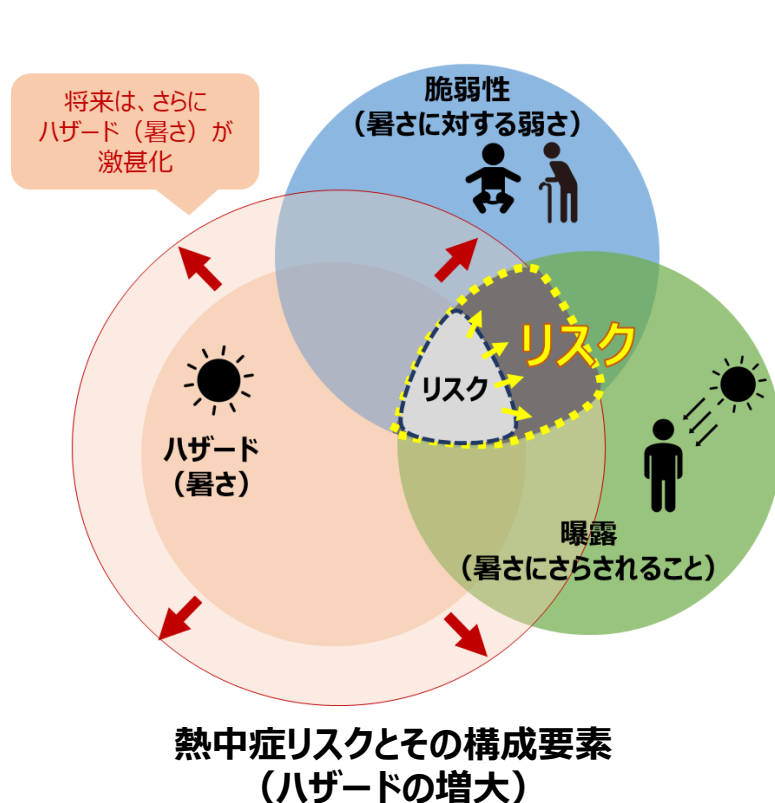 将来は、さらに
ハザード（暑さ）が
激甚化
脆弱性
（暑さに対する弱さ）
リスク
リスク
ハザード
（暑さ）
曝露
（暑さにさらされること）
熱中症リスクとその構成要素
（ハザードの増大）